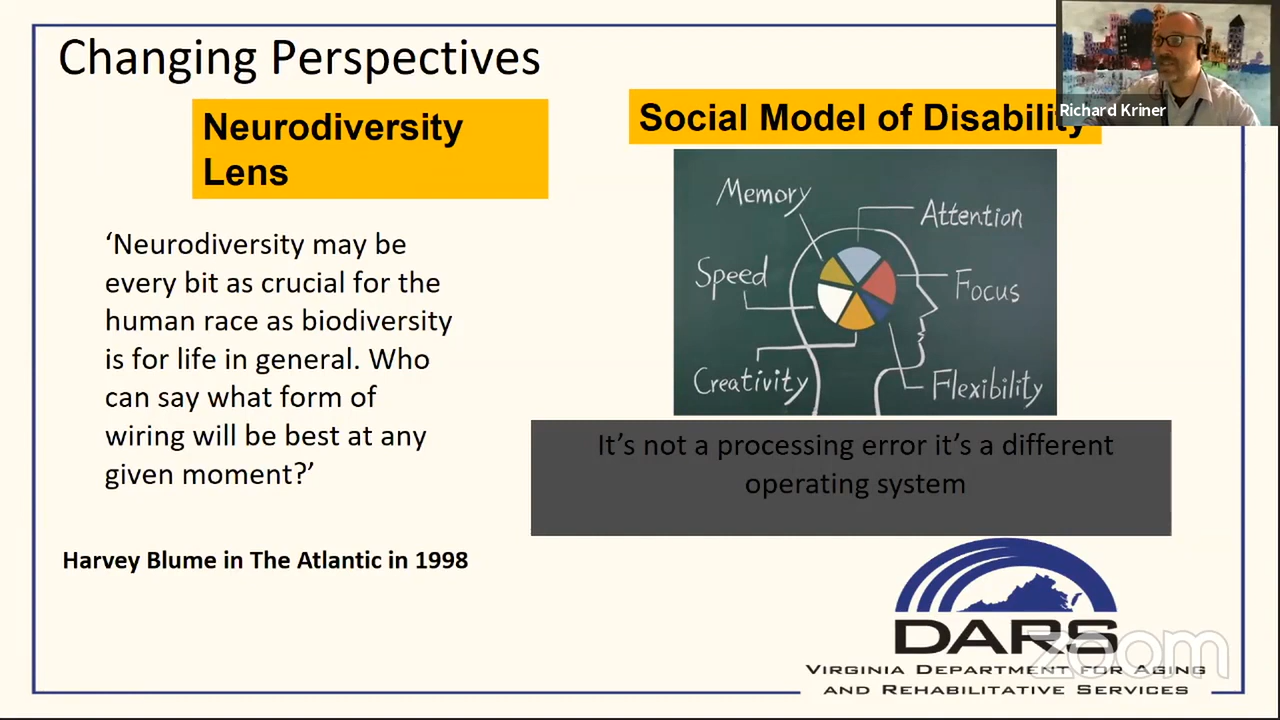 Changing Perspectives
Neurodiversity
Lens
‘Neurodiversity may be
every bit as crucial for the
human race as biodiversity
is for life in general. Who
can say what form of
wiring will be best at any
given moment?’
Harvey Blume in The Atlantic in 1998
Social Model of Disability
Memory
Attention
Speed
Focus
Creativity
Flexibility
It’s not a processing error it’s a different
operating system
DARS
VIRGINIA DEPARTMENT FOR AGING
AND REHABILITATIVE SERVICES
zoom
Richard Kriner